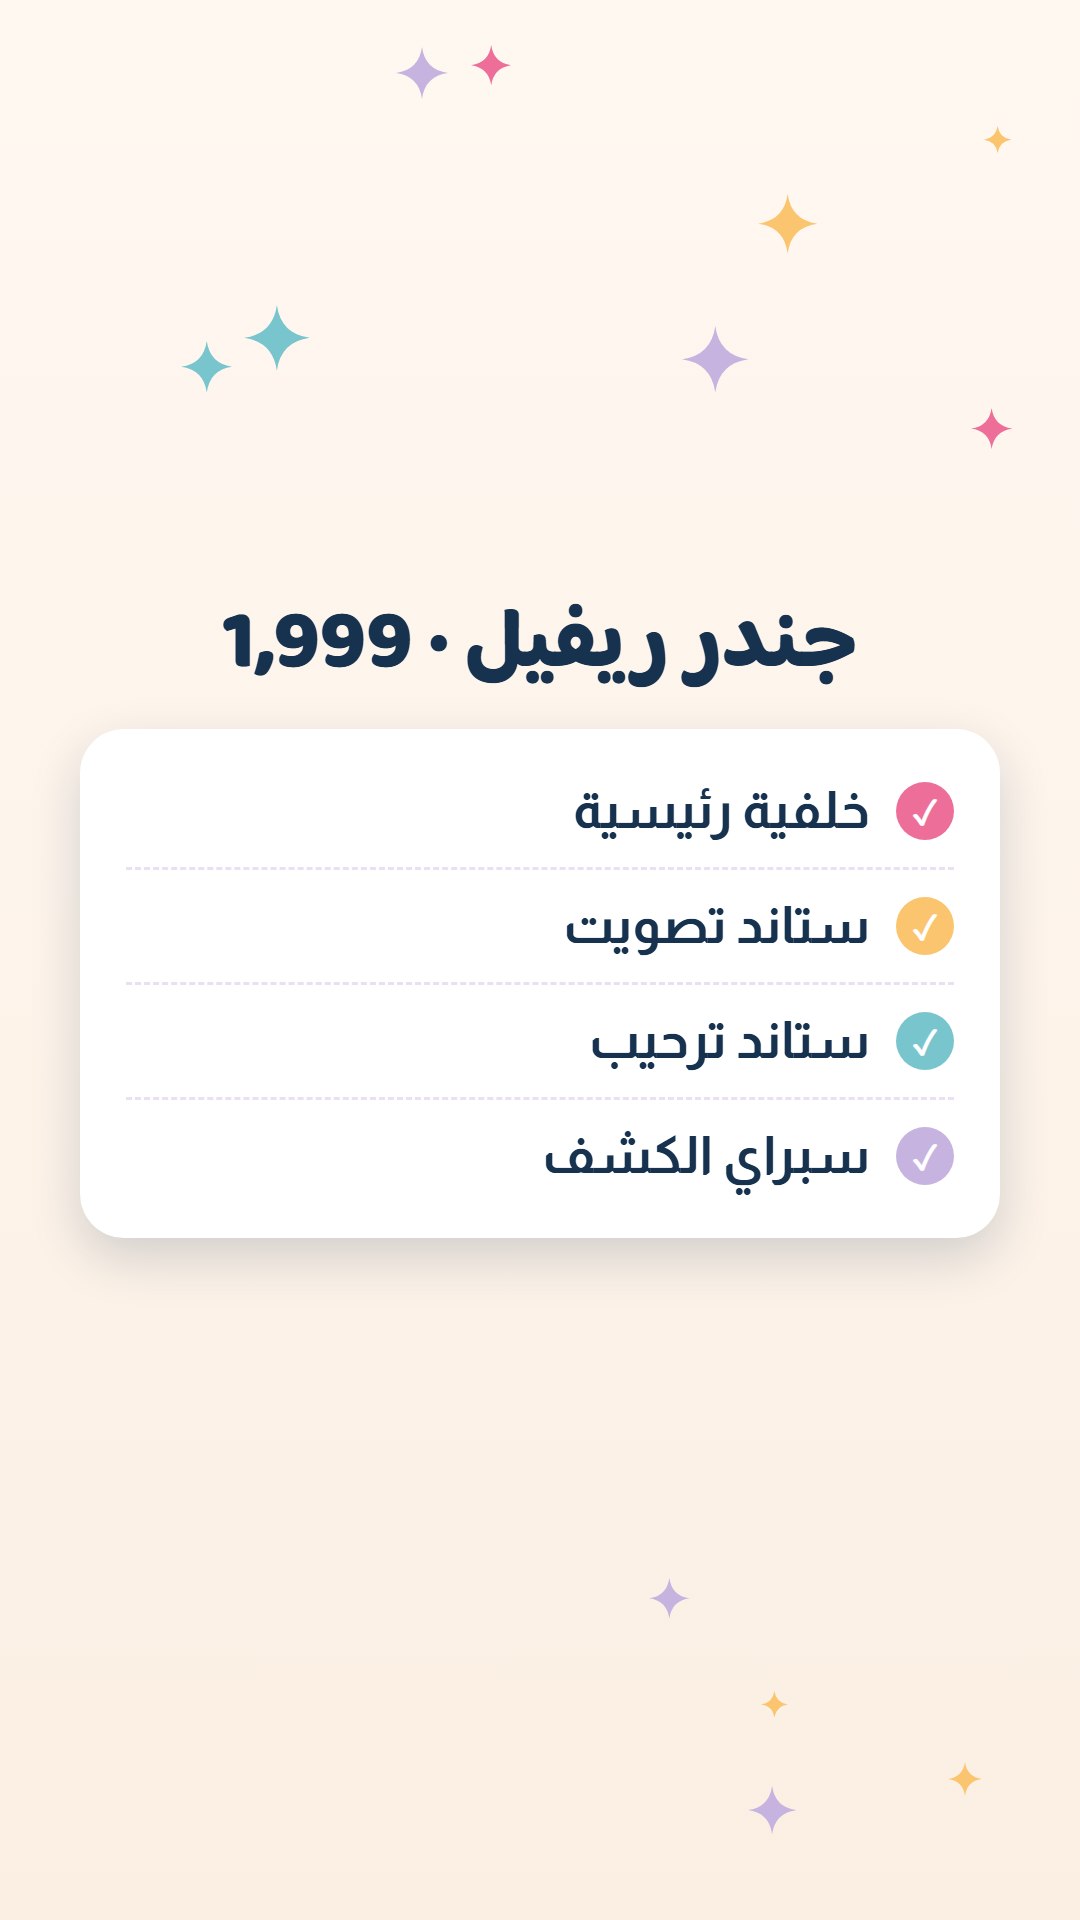 جندر ريفيل · 1,999
✓ خلفية رئيسية
✓ ستاند تصويت
✓ ستاند ترحيب
✓ سبراي الكشف